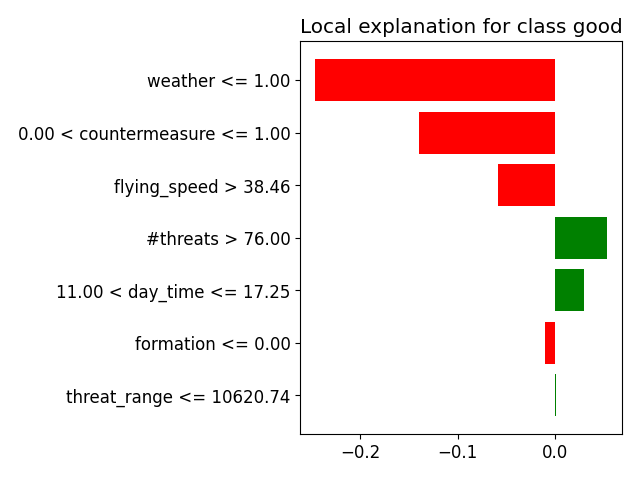 Local explanation for class good
weather <= 1.00
0.00 < countermeasure <= 1.00
flying_speed > 38.46
#threats > 76.00
11.00 < day_time <= 17.25
formation <= 0.00
threat_range <= 10620.74
−0.2 −0.1 0.0